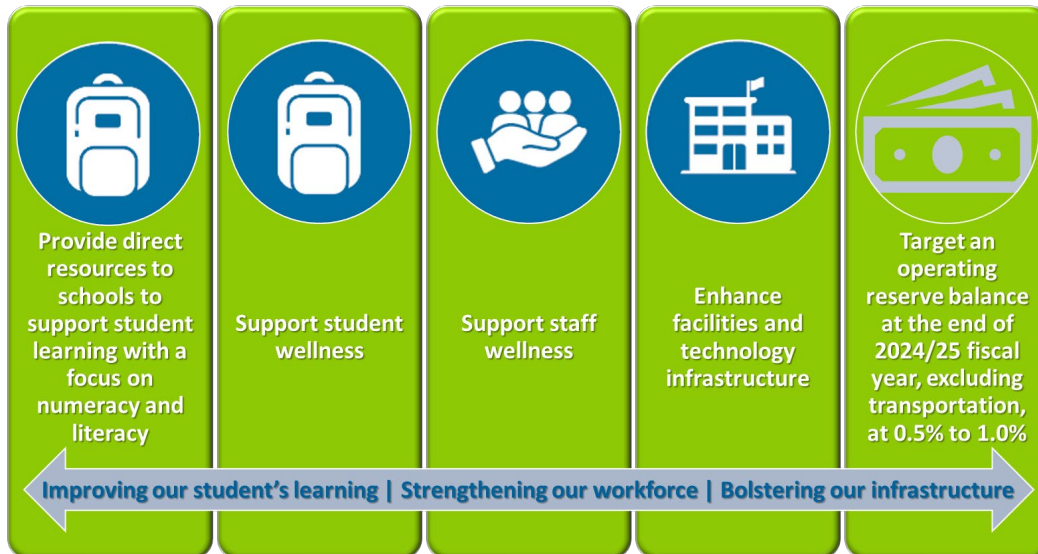 Provide direct
resources to
schools to
support student
learning with a
focus on
numeracy and
literacy
Support student
wellness
Support staff
wellness
Enhance
facilities and
technology
infrastructure
Target an
operating
reserve balance
at the end of
2024/25 fiscal
year, excluding
transportation,
at 0.5% to 1.0%
Improving our student's learning | Strengthening our workforce | Bolstering our infrastructure